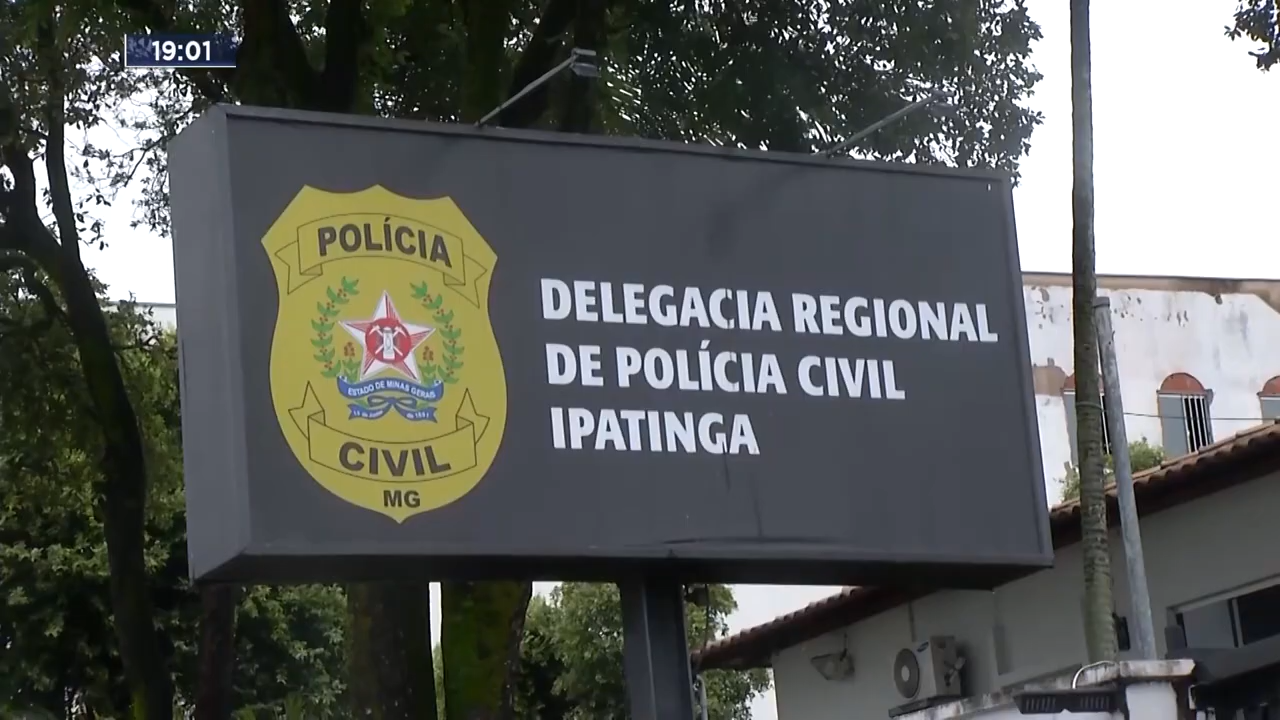 19:01
POLÍCIA
ESTADO DE MINAS GERAIS
CIVIL
MG
DELEGACIA REGIONAL
DE POLÍCIA CIVIL
IPATINGA